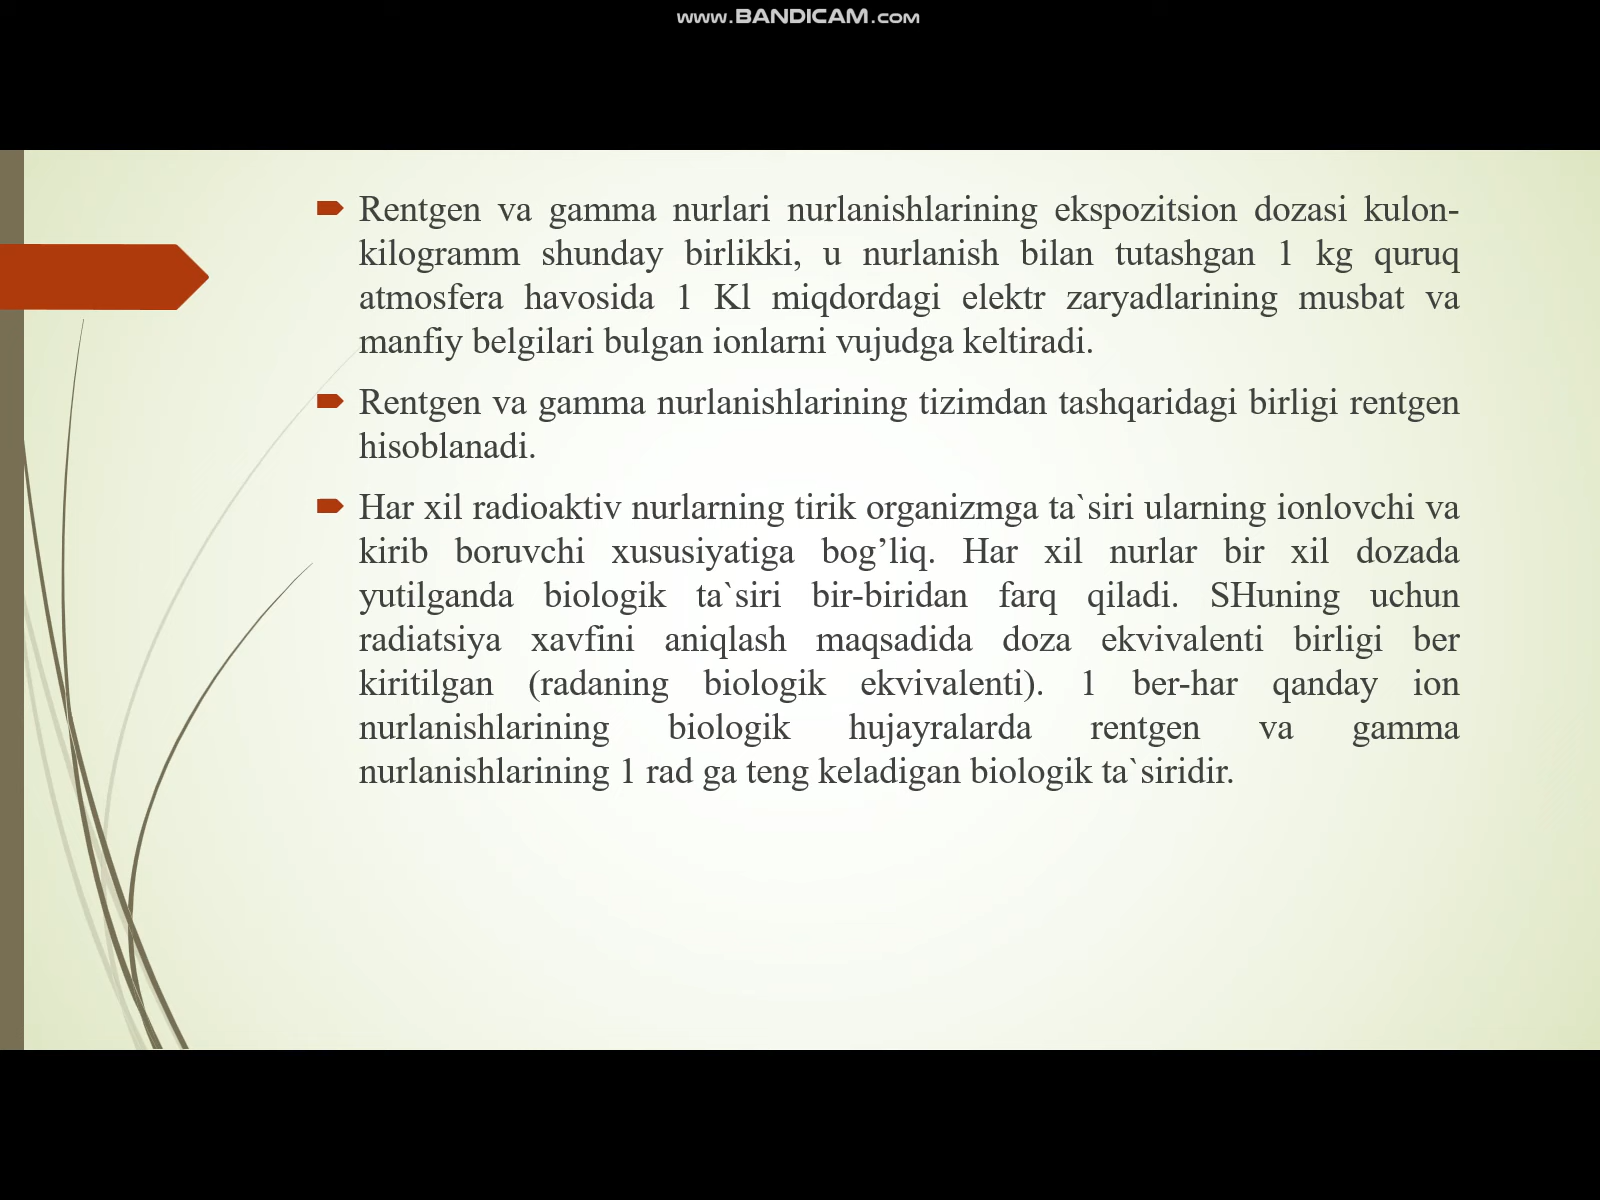 www.BANDICAM.com
Rentgen va gamma nurlari nurlanishlarining ekspozitsion dozasi kulon-
kilogramm shunday birlikki, u nurlanish bilan tutashgan 1 kg quruq
atmosfera havosida 1 Kl miqdordagi elektr zaryadlarining musbat va
manfiy belgilari bulgan ionlarni vujudga keltiradi.
Rentgen va gamma nurlanishlarining tizimdan tashqaridagi birligi rentgen
hisoblanadi.
Har xil radioaktiv nurlarning tirik organizmga ta`siri ularning ionlovchi va
kirib boruvchi xususiyatiga bog’liq. Har xil nurlar bir xil dozada
yutilganda biologik ta`siri bir-biridan farq qiladi. SHuning uchun
radiatsiya xavfini aniqlash maqsadida doza ekvivalenti birligi ber
kiritilgan (radaning biologik ekvivalenti). 1 ber-har qanday ion
nurlanishlarining biologik hujayralarda rentgen va gamma
nurlanishlarining 1 rad ga teng keladigan biologik ta`siridir.